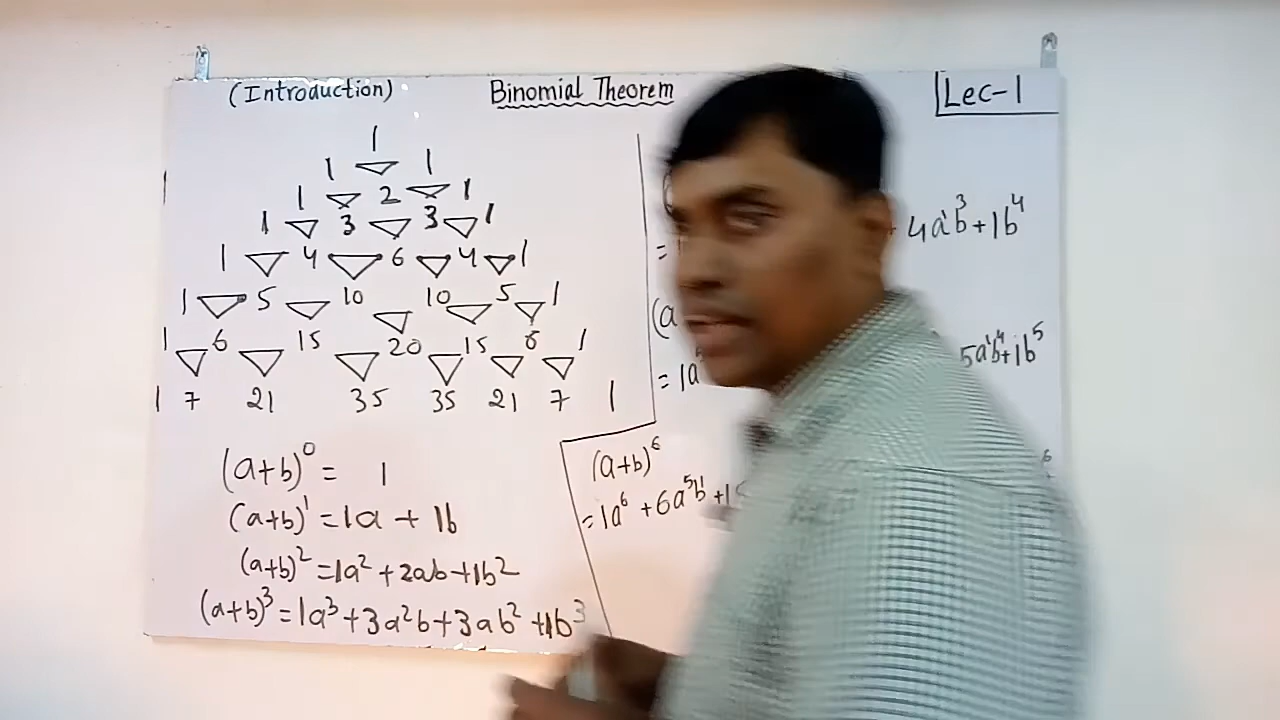 (Introduction) Binomial Theorem Lec-1
1
1 1
1 2 1
1 3 3 1
1 4 6 4 1
1 5 10 10 5 1
1 6 15 20 15 6 1
1 7 21 35 35 21 7 1
(a+b)⁰ = 1
(a+b)¹ = 1a + 1b
(a+b)² = 1a² + 2ab + 1b²
(a+b)³ = 1a³ + 3a²b + 3ab² + 1b³
4a¹b³ + 1b⁴
(a
= 1a⁵ 5a¹b⁴ + 1b⁵
(a+b)⁶
= 1a⁶ + 6a⁵b¹ +